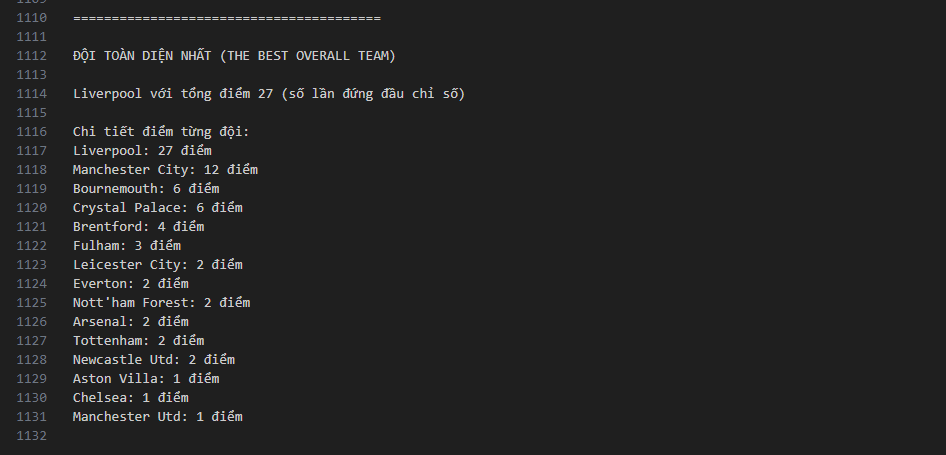 1110 ========================================
1111
1112 ĐỘI TOÀN DIỆN NHẤT (THE BEST OVERALL TEAM)
1113
1114 Liverpool với tổng điểm 27 (số lần đứng đầu chỉ số)
1115
1116 Chi tiết điểm từng đội:
1117 Liverpool: 27 điểm
1118 Manchester City: 12 điểm
1119 Bournemouth: 6 điểm
1120 Crystal Palace: 6 điểm
1121 Brentford: 4 điểm
1122 Fulham: 3 điểm
1123 Leicester City: 2 điểm
1124 Everton: 2 điểm
1125 Nott'ham Forest: 2 điểm
1126 Arsenal: 2 điểm
1127 Tottenham: 2 điểm
1128 Newcastle Utd: 2 điểm
1129 Aston Villa: 1 điểm
1130 Chelsea: 1 điểm
1131 Manchester Utd: 1 điểm
1132